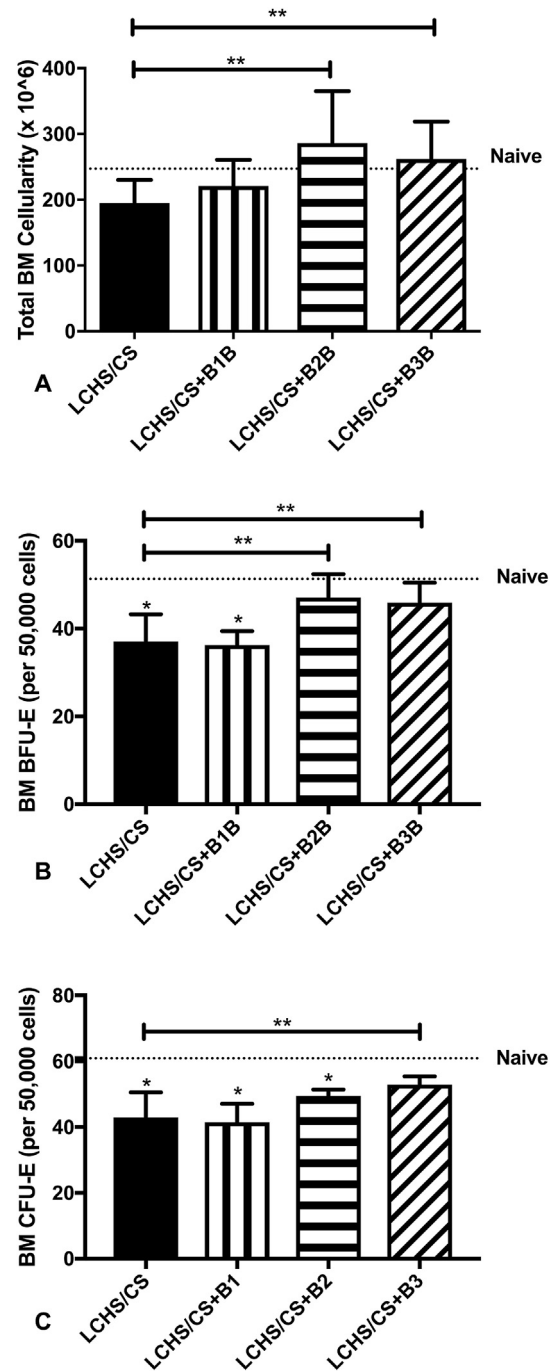 **
**
400
300
200
100
0
Total BM Cellularity (x 10^6)
Naive
LCHS/CS
LCHS/CS+B1B
LCHS/CS+B2B
LCHS/CS+B3B
A
**
**
60
40
20
0
BM BFU-E (per 50,000 cells)
Naive
*
*
LCHS/CS
LCHS/CS+B1B
LCHS/CS+B2B
LCHS/CS+B3B
B
**
80
60
40
20
0
BM CFU-E (per 50,000 cells)
Naive
*
*
*
LCHS/CS
LCHS/CS+B1
LCHS/CS+B2
LCHS/CS+B3
C